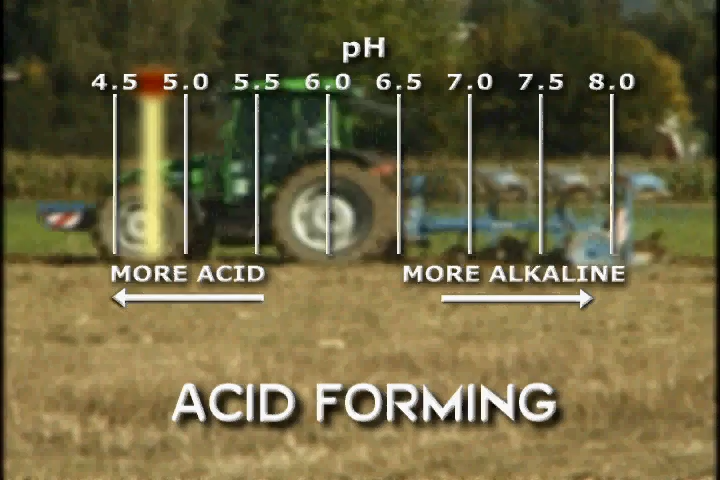 pH
4.5 5.0 5.5 6.0 6.5 7.0 7.5 8.0
MORE ACID MORE ALKALINE
ACID FORMING